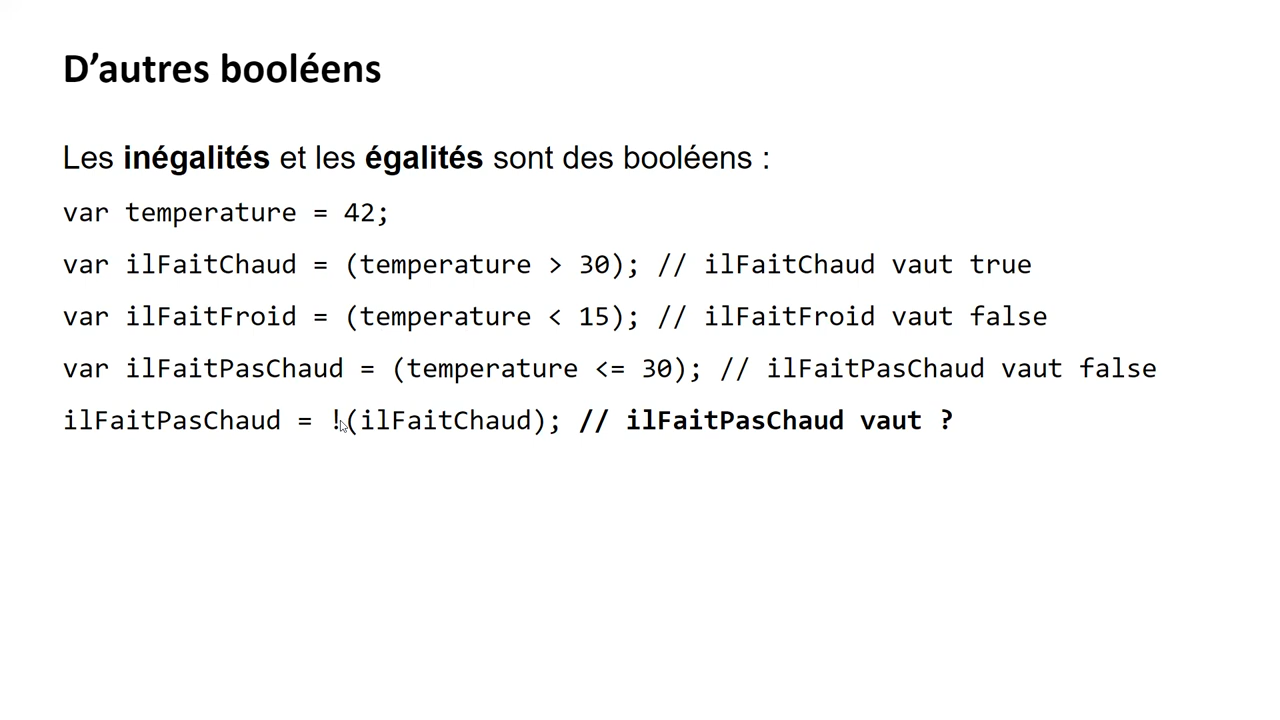 D’autres booléens
Les inégalités et les égalités sont des booléens :
var temperature = 42;
var ilFaitChaud = (temperature > 30); // ilFaitChaud vaut true
var ilFaitFroid = (temperature < 15); // ilFaitFroid vaut false
var ilFaitPasChaud = (temperature <= 30); // ilFaitPasChaud vaut false
ilFaitPasChaud = !(ilFaitChaud); // ilFaitPasChaud vaut ?